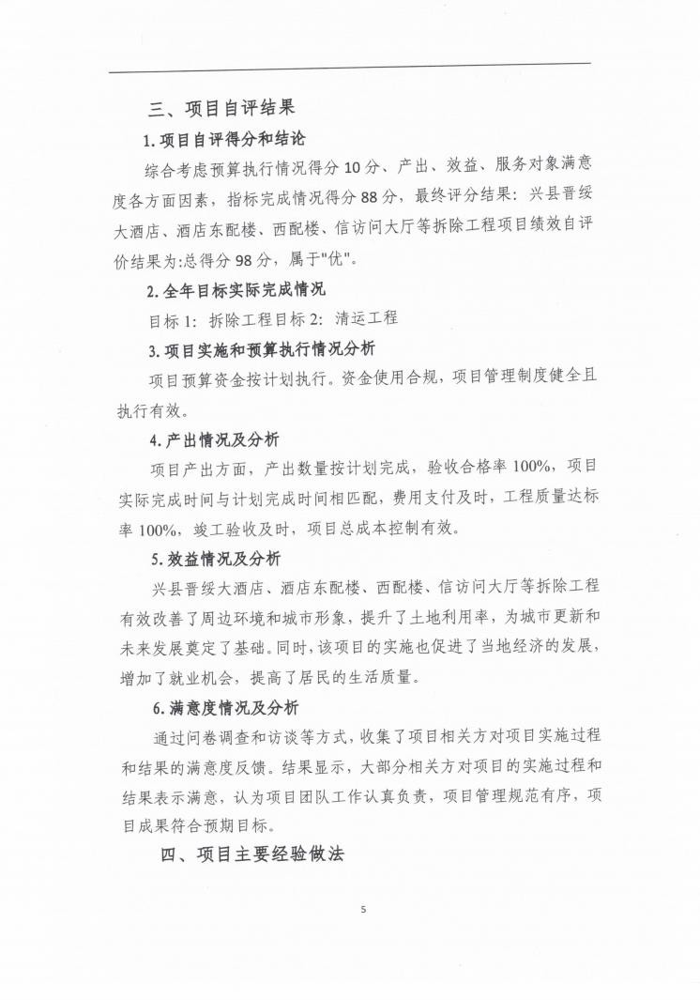 三、项目自评结果
1.项目自评得分和结论
综合考虑预算执行情况得分 10 分、产出、效益、服务对象满意
度各方面因素，指标完成情况得分 88 分，最终评分结果：兴县晋绥
大酒店、酒店东配楼、西配楼、信访问大厅等拆除工程项目绩效自评
价结果为:总得分 98 分，属于"优"。
2.全年目标实际完成情况
目标 1：拆除工程目标 2：清运工程
3.项目实施和预算执行情况分析
项目预算资金按计划执行。资金使用合规，项目管理制度健全且
执行有效。
4.产出情况及分析
项目产出方面，产出数量按计划完成，验收合格率 100%，项目
实际完成时间与计划完成时间相匹配，费用支付及时，工程质量达标
率 100%，竣工验收及时，项目总成本控制有效。
5.效益情况及分析
兴县晋绥大酒店、酒店东配楼、西配楼、信访问大厅等拆除工程
有效改善了周边环境和城市形象，提升了土地利用率，为城市更新和
未来发展奠定了基础。同时，该项目的实施也促进了当地经济的发展，
增加了就业机会，提高了居民的生活质量。
6.满意度情况及分析
通过问卷调查和访谈等方式，收集了项目相关方对项目实施过程
和结果的满意度反馈。结果显示，大部分相关方对项目的实施过程和
结果表示满意，认为项目团队工作认真负责，项目管理规范有序，项
目成果符合预期目标。
四、项目主要经验做法
5